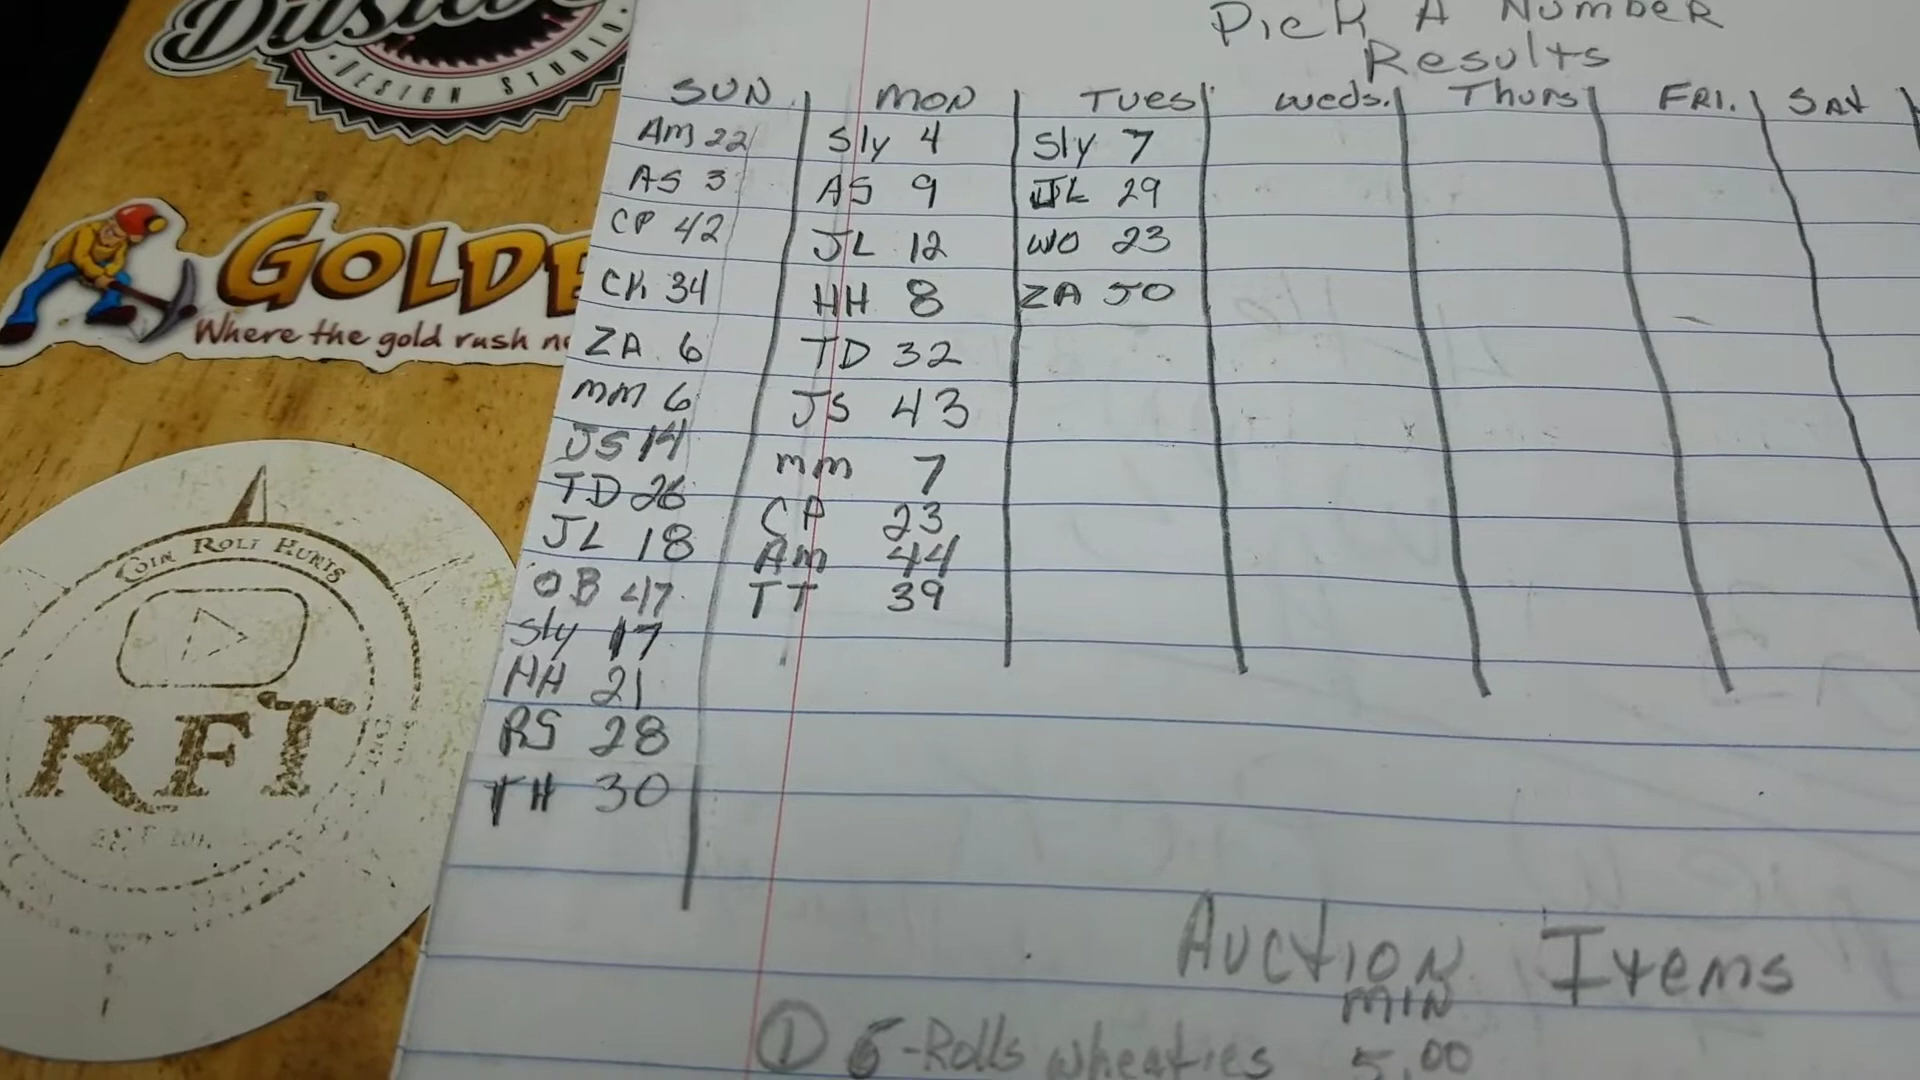 DESIGN STUDIO.
GOLDE
Where the gold rush
COIN ROLL HUNTS
RFT
PICK A NUMBER
Results
SUN MON TUES Weds. Thurs FRI. SAT
Am 22 Sly 4 Sly 7
AS 3 AS 9 JL 29
CP 42 JL 12 WO 23
CK 34 HH 8 ZA 50
ZA 6 TD 32
mm 6 JS 43
JS 14 mm 7
TD 26 CP 23
JL 18 Am 44
OB 47 TT 39
Sly 17
HH 21
RS 28
TH 30
Auction Items
MIN
1 6-Rolls wheaties 5.00